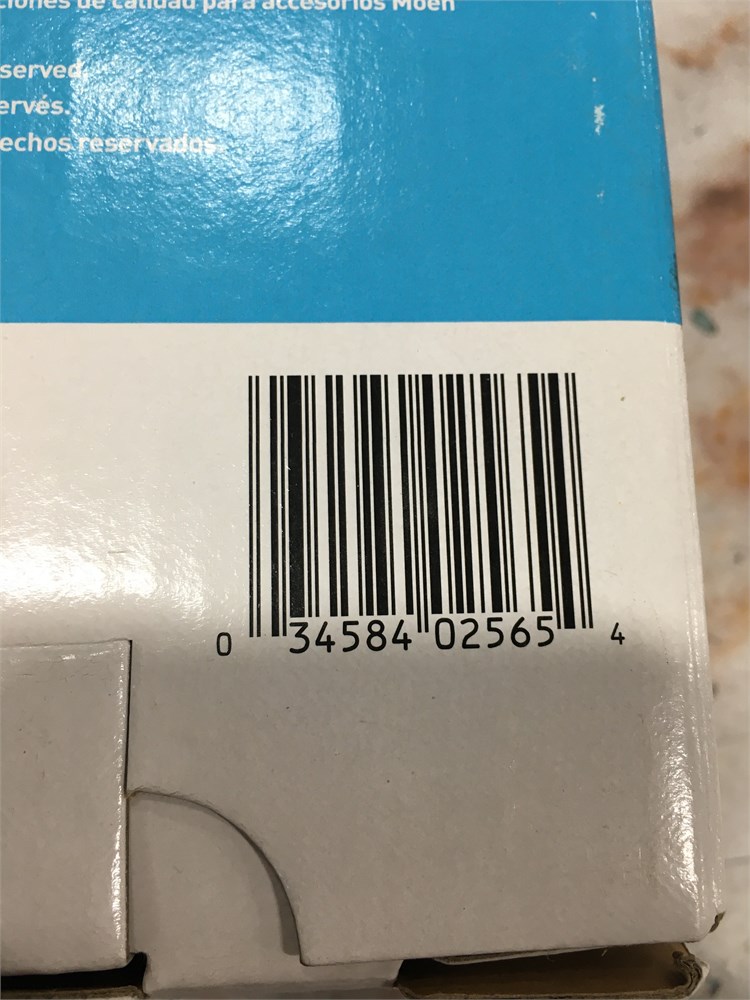 ciones de calidad para accesorios Moen
served.
ervés.
echos reservados.
0 34584 02565 4